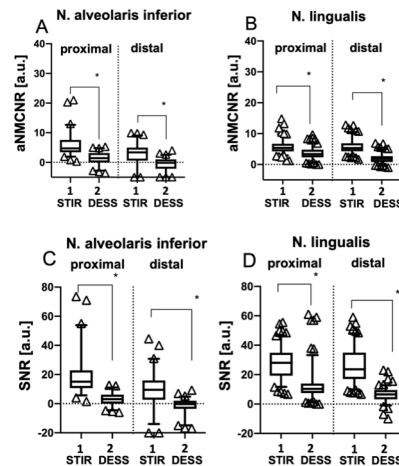 A
N. alveolaris inferior
proximal
distal
*
*
aNMCNR [a.u.]
40
30
20
10
0
1 2 1 2
STIR DESS STIR DESS
B
N. lingualis
proximal
distal
*
*
aNMCNR [a.u.]
40
30
20
10
0
1 2 1 2
STIR DESS STIR DESS
C
N. alveolaris inferior
proximal
distal
*
*
SNR [a.u.]
80
60
40
20
0
-20
1 2 1 2
STIR DESS STIR DESS
D
N. lingualis
proximal
distal
*
*
SNR [a.u.]
80
60
40
20
0
-20
1 2 1 2
STIR DESS STIR DESS